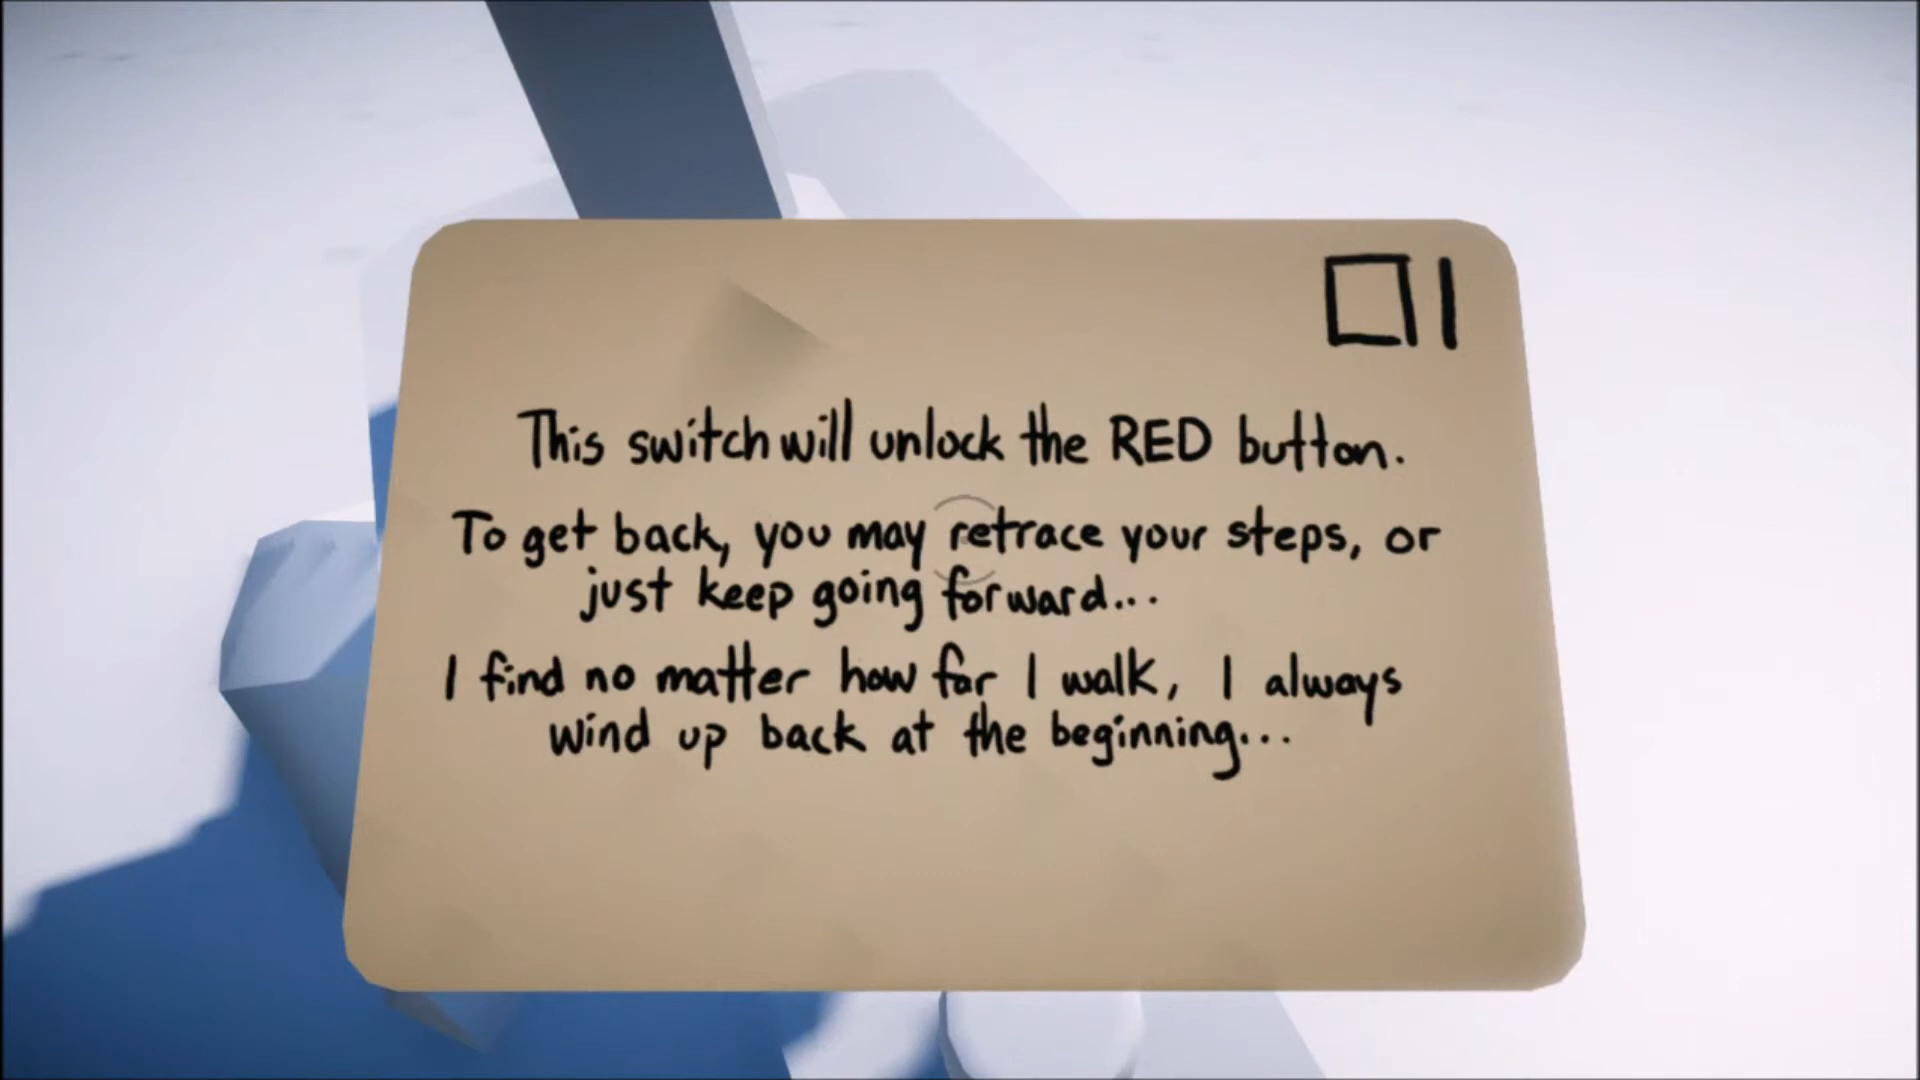 This switch will unlock the RED button.
To get back, you may retrace your steps, or
just keep going forward...
I find no matter how far I walk, I always
wind up back at the beginning...